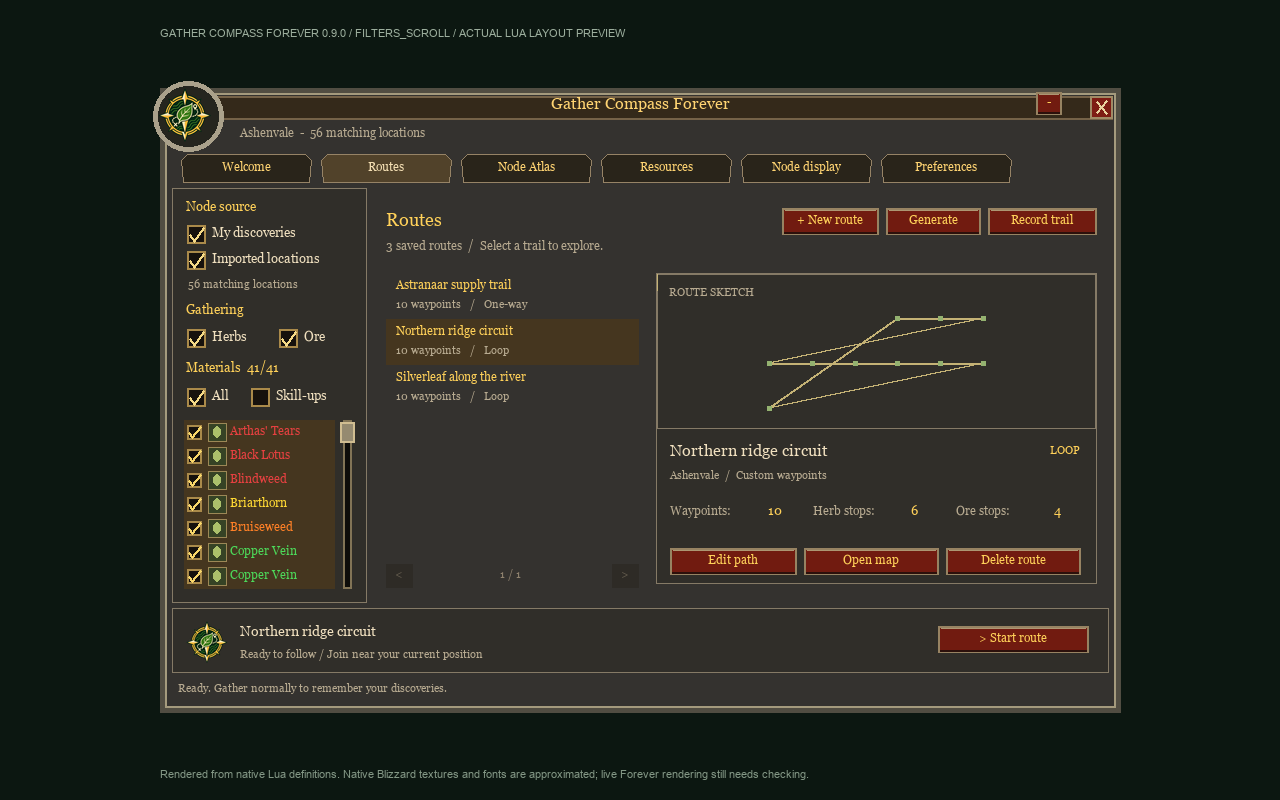 GATHER COMPASS FOREVER 0.9.0 / FILTERS_SCROLL / ACTUAL LUA LAYOUT PREVIEW
Gather Compass Forever
-
X
Ashenvale - 56 matching locations
Welcome
Routes
Node Atlas
Resources
Node display
Preferences
Node source
My discoveries
Imported locations
56 matching locations
Gathering
Herbs
Ore
Materials 41/41
All
Skill-ups
Arthas' Tears
Black Lotus
Blindweed
Briarthorn
Bruiseweed
Copper Vein
Copper Vein
Routes
3 saved routes / Select a trail to explore.
+ New route
Generate
Record trail
Astranaar supply trail
10 waypoints / One-way
Northern ridge circuit
10 waypoints / Loop
Silverleaf along the river
10 waypoints / Loop
<
1 / 1
>
ROUTE SKETCH
Northern ridge circuit
LOOP
Ashenvale / Custom waypoints
Waypoints: 10 Herb stops: 6 Ore stops: 4
Edit path
Open map
Delete route
Northern ridge circuit
Ready to follow / Join near your current position
> Start route
Ready. Gather normally to remember your discoveries.
Rendered from native Lua definitions. Native Blizzard textures and fonts are approximated; live Forever rendering still needs checking.